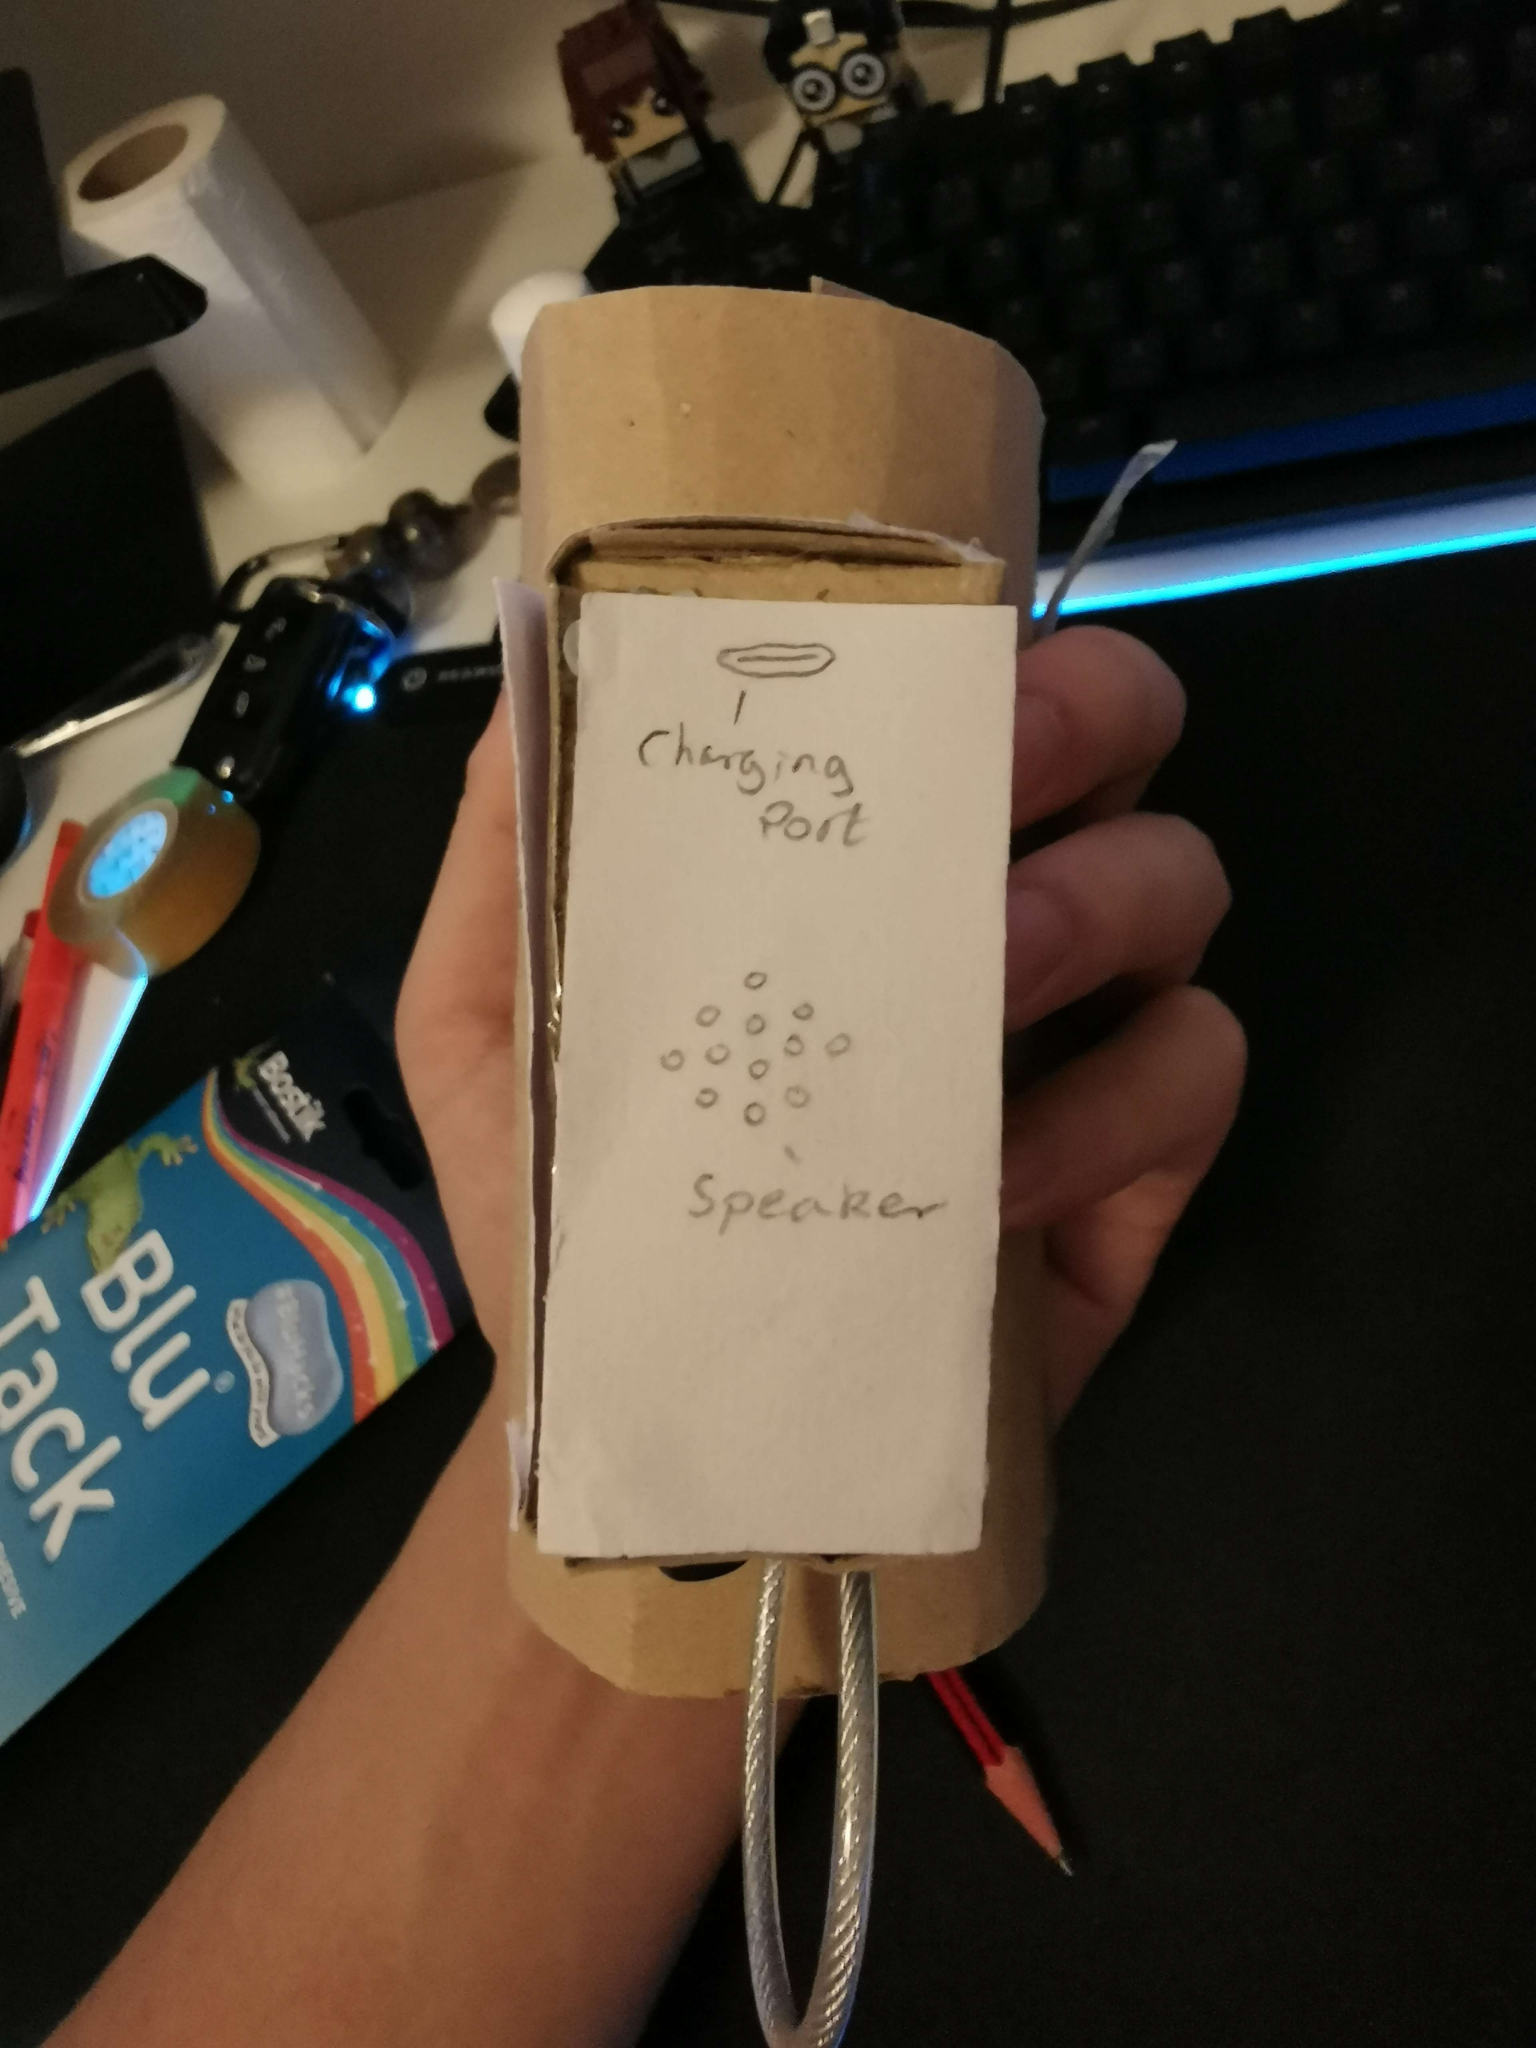 Charging
Port
Speaker
Bostik
Blu
Tack